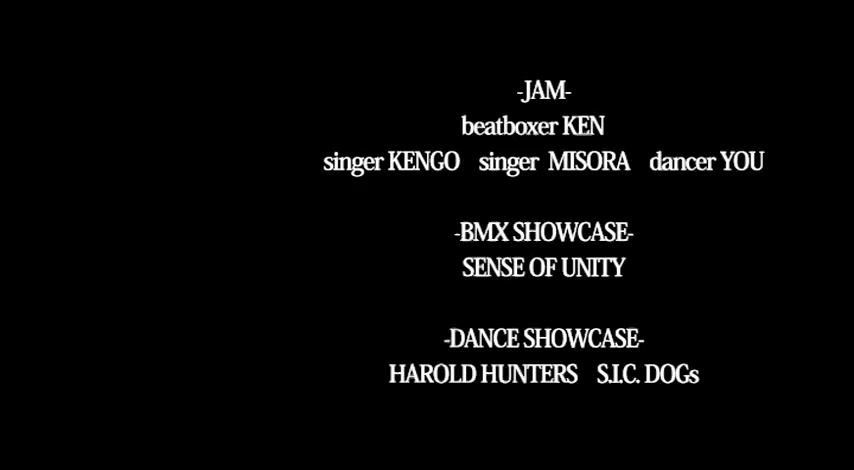 -JAM-
beatboxer KEN
singer KENGO singer MISORA dancer YOU
-BMX SHOWCASE-
SENSE OF UNITY
-DANCE SHOWCASE-
HAROLD HUNTERS S.I.C. DOGs